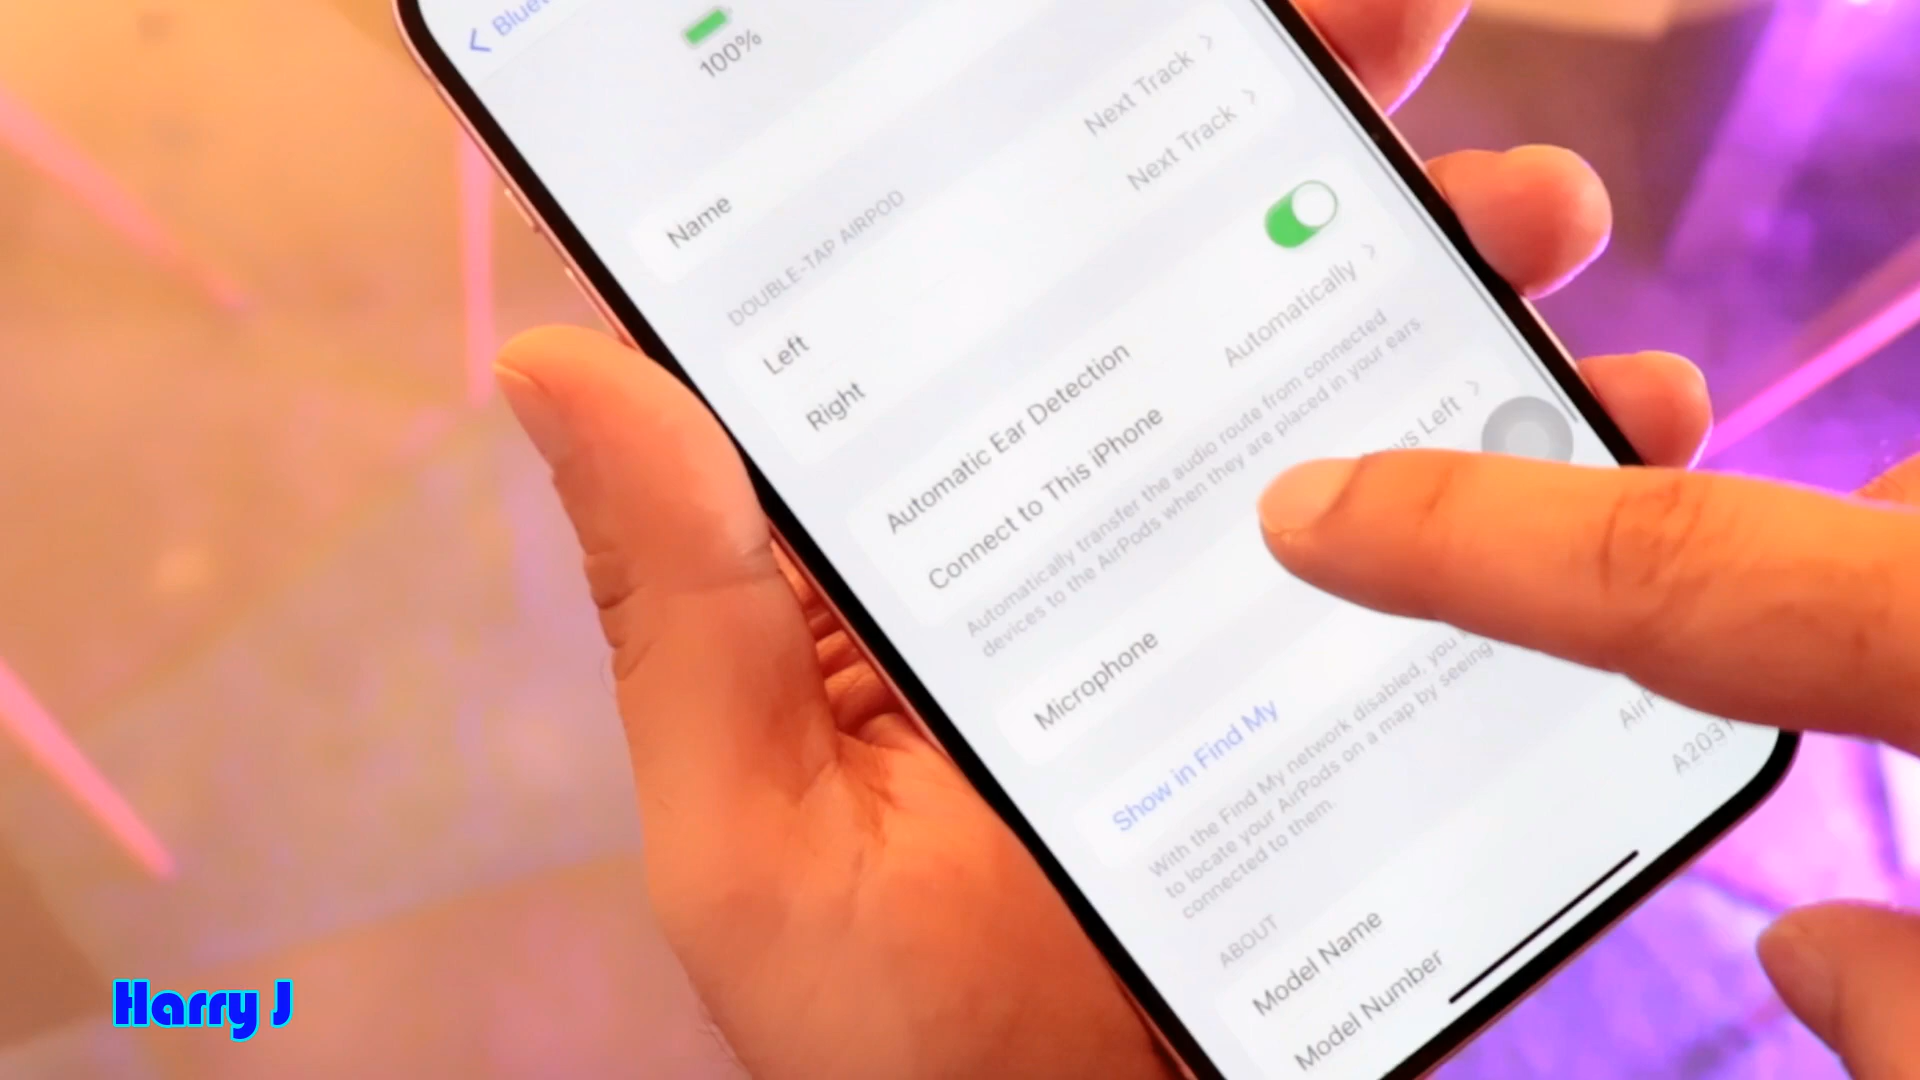 100%
Name
DOUBLE-TAP AIRPOD
Left
Next Track
Right
Next Track
Automatic Ear Detection
Connect to This iPhone
Automatically
Automatically transfer the audio route from connected
devices to the AirPods when they are placed in your ears
Microphone
Left
Show in Find My
With the Find My network disabled, you
to locate your AirPods on a map by seeing
connected to them.
ABOUT
Model Name
Model Number
A2031
Harry J